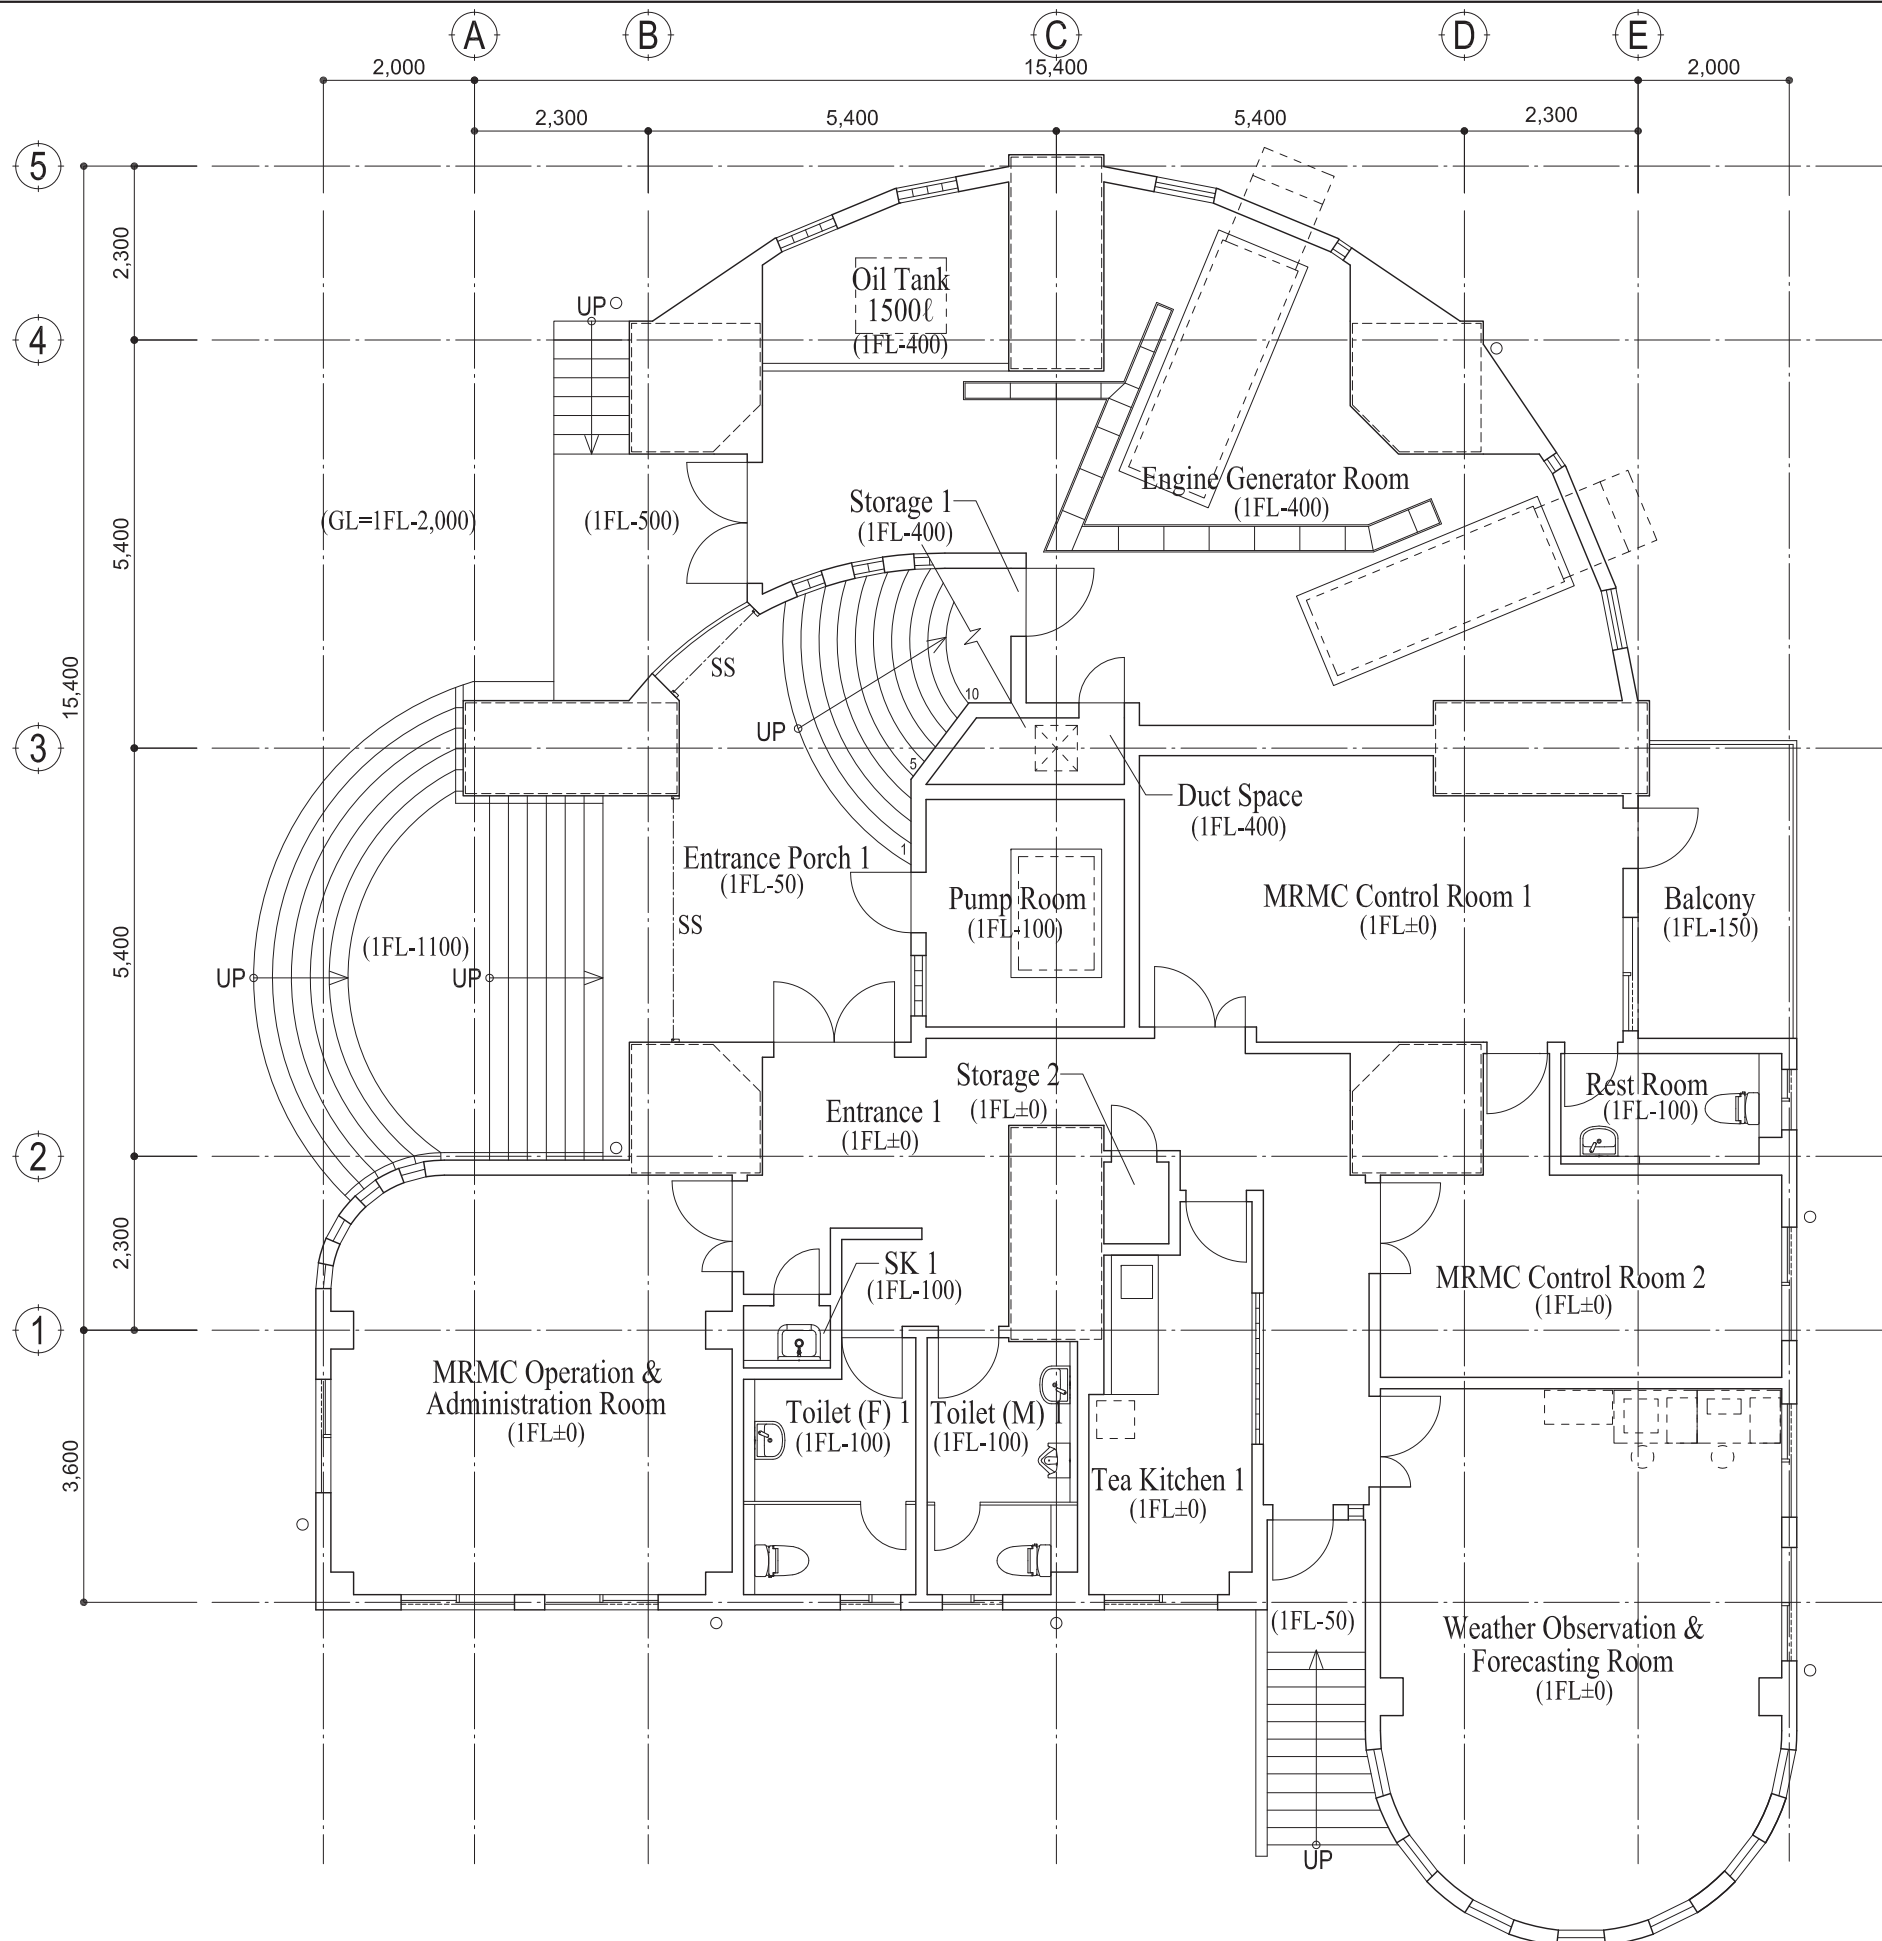 A
B
C
D
E
2,000
15,400
2,000
2,300
5,400
5,400
2,300
5
4
3
2
1
2,300
5,400
15,400
5,400
2,300
3,600
Oil Tank
1500ℓ
(1FL-400)
UP
(GL=1FL-2,000)
(1FL-500)
Storage 1
(1FL-400)
Engine Generator Room
(1FL-400)
SS
10
UP
5
1
Duct Space
(1FL-400)
Entrance Porch 1
(1FL-50)
SS
Pump Room
(1FL-100)
MRMC Control Room 1
(1FL±0)
Balcony
(1FL-150)
(1FL-1100)
UP
UP
Storage 2
(1FL±0)
Entrance 1
(1FL±0)
Rest Room
(1FL-100)
SK 1
(1FL-100)
MRMC Control Room 2
(1FL±0)
MRMC Operation &
Administration Room
(1FL±0)
Toilet (F) 1
(1FL-100)
Toilet (M) 1
(1FL-100)
Tea Kitchen 1
(1FL±0)
(1FL-50)
Weather Observation &
Forecasting Room
(1FL±0)
UP